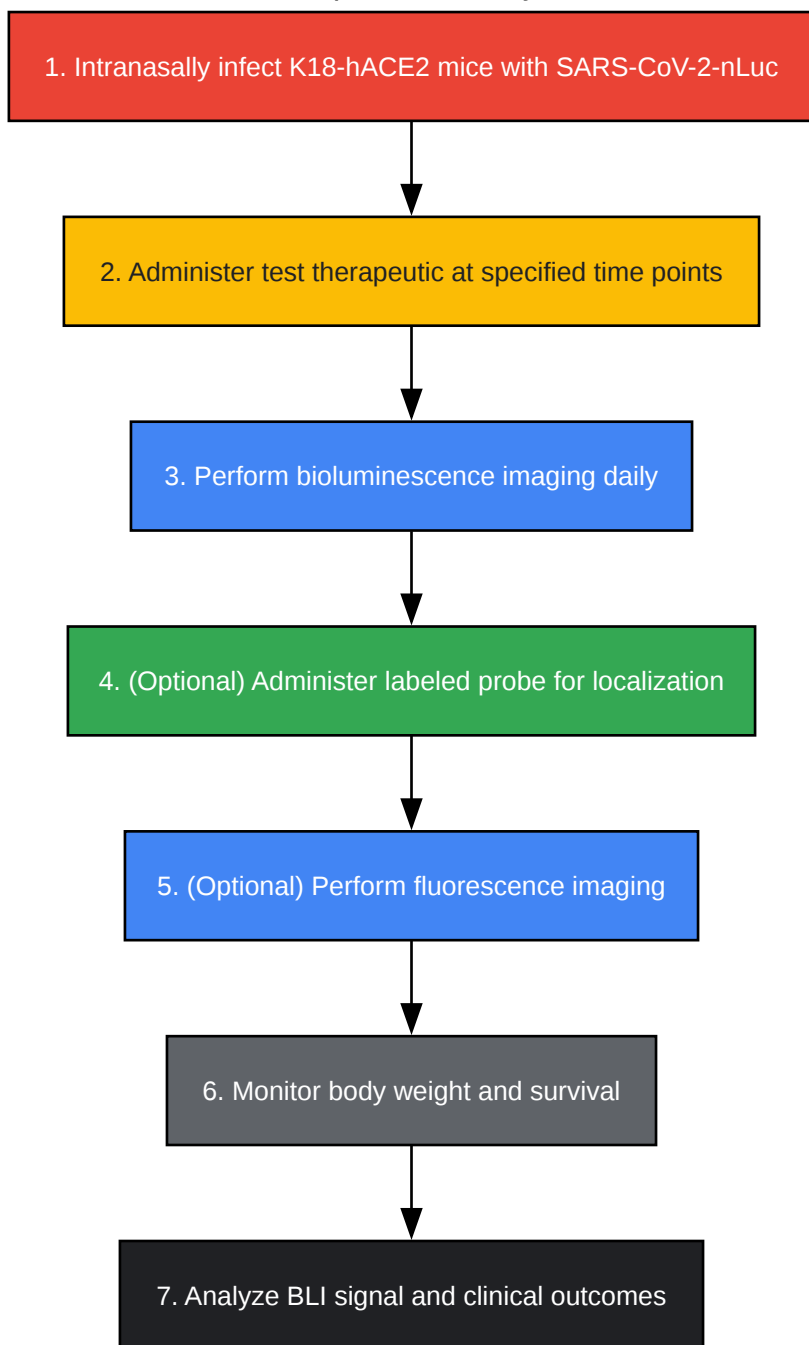 1. Intranasally infect K18-hACE2 mice with SARS-CoV-2-nLuc
2. Administer test therapeutic at specified time points
3. Perform bioluminescence imaging daily
4. (Optional) Administer labeled probe for localization
5. (Optional) Perform fluorescence imaging
6. Monitor body weight and survival
7. Analyze BLI signal and clinical outcomes